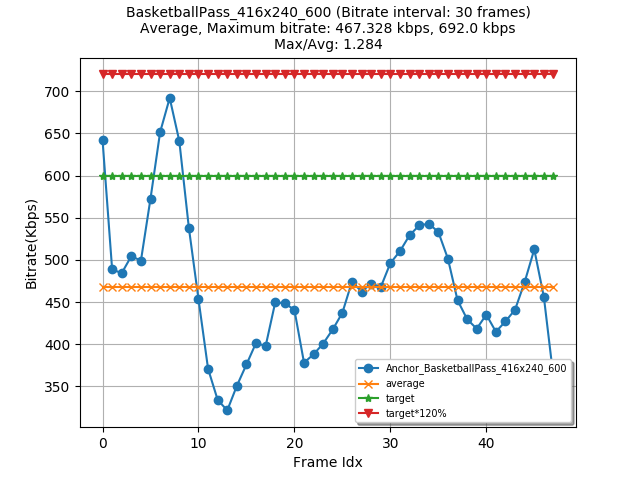 BasketballPass_416x240_600 (Bitrate interval: 30 frames)
Average, Maximum bitrate: 467.328 kbps, 692.0 kbps
Max/Avg: 1.284
Bitrate(Kbps)
700
650
600
550
500
450
400
350
0 10 20 30 40
Frame Idx
Anchor_BasketballPass_416x240_600
average
target
target*120%